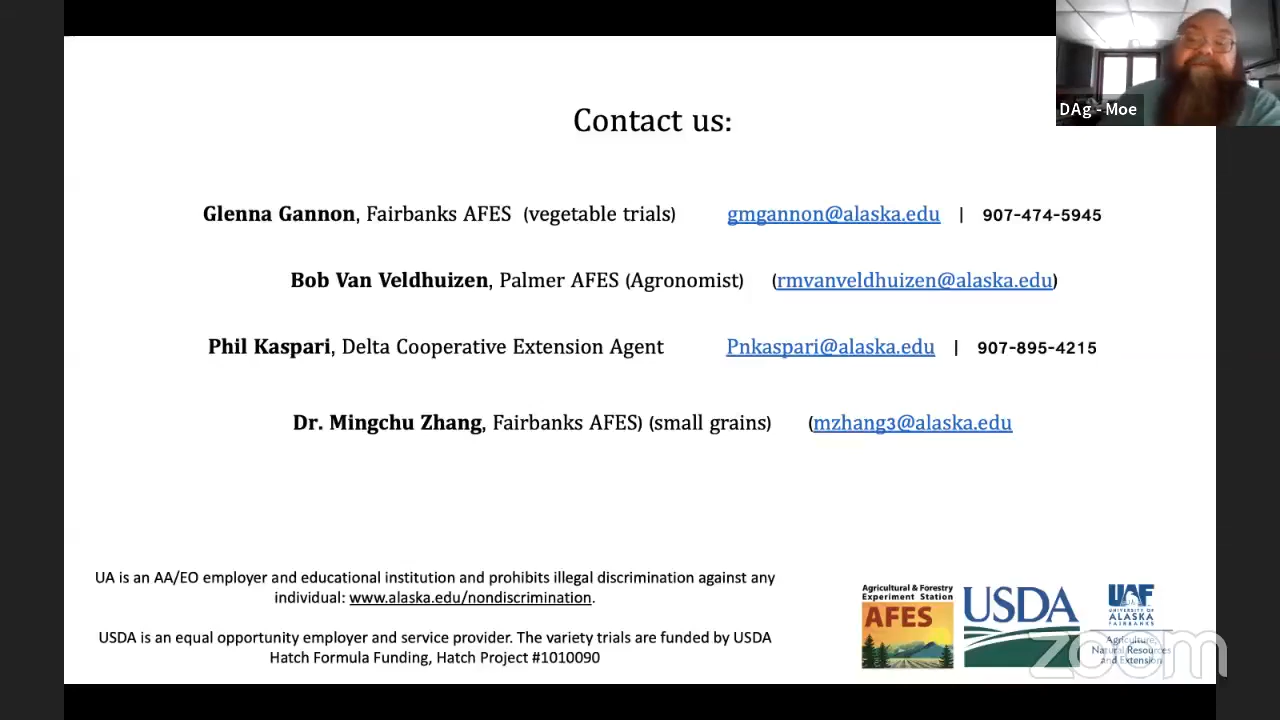 DAg - Moe
Contact us:
Glenna Gannon, Fairbanks AFES (vegetable trials) gmgannon@alaska.edu | 907-474-5945
Bob Van Veldhuizen, Palmer AFES (Agronomist) (rmvanveldhuizen@alaska.edu)
Phil Kaspari, Delta Cooperative Extension Agent Pnkaspari@alaska.edu | 907-895-4215
Dr. Mingchu Zhang, Fairbanks AFES) (small grains) (mzhang3@alaska.edu
UA is an AA/EO employer and educational institution and prohibits illegal discrimination against any
individual: www.alaska.edu/nondiscrimination.
USDA is an equal opportunity employer and service provider. The variety trials are funded by USDA
Hatch Formula Funding, Hatch Project #1010090
Agricultural & Forestry
Experiment Station
AFES
USDA
UAF
UNIVERSITY OF
ALASKA
FAIRBANKS
Agriculture,
Natural Resources
and Extension
zoom